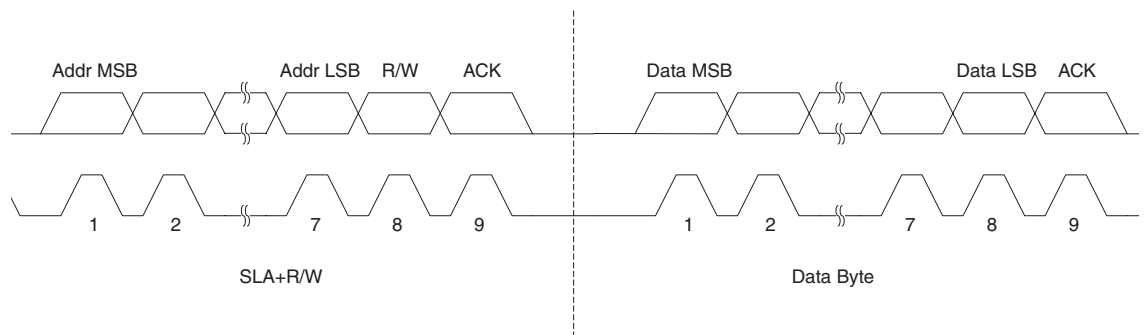 Addr MSB Addr LSB R/W ACK Data MSB Data LSB ACK
1 2 7 8 9 1 2 7 8 9
SLA+R/W Data Byte